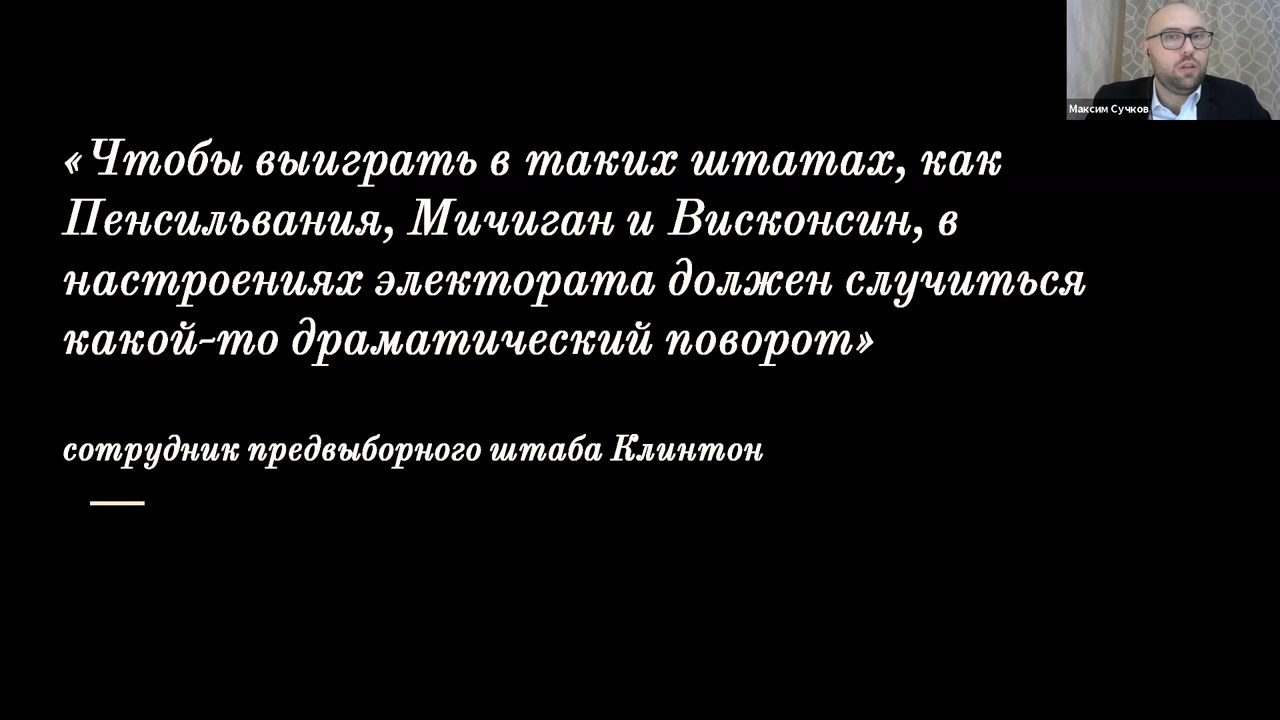 «Чтобы выиграть в таких штатах, как
Пенсильвания, Мичиган и Висконсин, в
настроениях электората должен случиться
какой-то драматический поворот»
сотрудник предвыборного штаба Клинтон
Максим Сучков